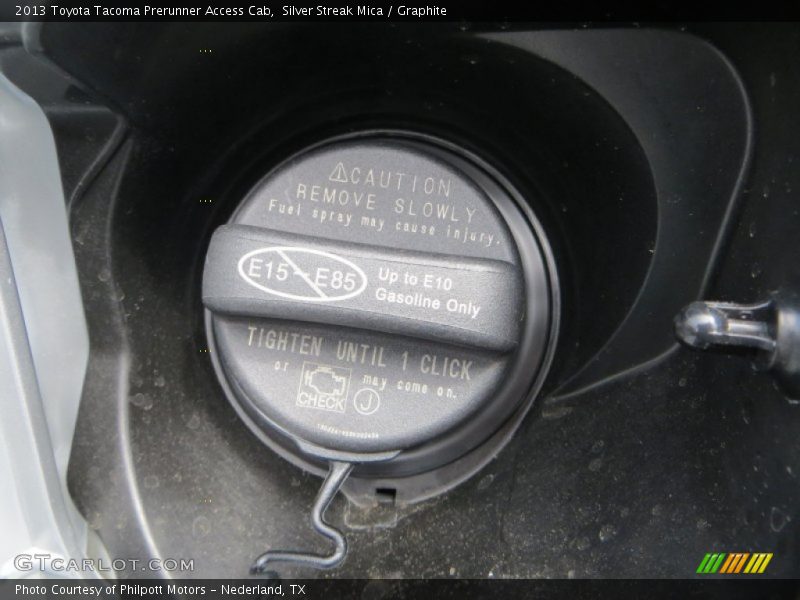 2013 Toyota Tacoma Prerunner Access Cab,  Silver Streak Mica / Graphite
⚠CAUTION
REMOVE SLOWLY
Fuel spray may cause injury.
E15~E85
Up to E10
Gasoline Only
TIGHTEN UNTIL 1 CLICK
or CHECK may come on.
J
GTCARLOT.COM
Photo Courtesy of Philpott Motors - Nederland, TX